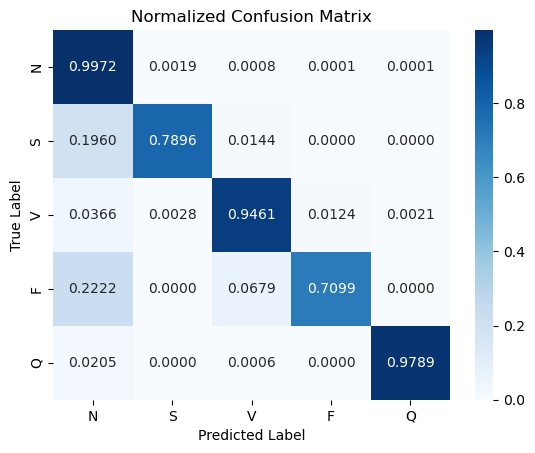 Normalized Confusion Matrix
N 0.9972 0.0019 0.0008 0.0001 0.0001
S 0.1960 0.7896 0.0144 0.0000 0.0000
V 0.0366 0.0028 0.9461 0.0124 0.0021
F 0.2222 0.0000 0.0679 0.7099 0.0000
Q 0.0205 0.0000 0.0006 0.0000 0.9789
N S V F Q
Predicted Label
True Label
0.8
0.6
0.4
0.2
0.0